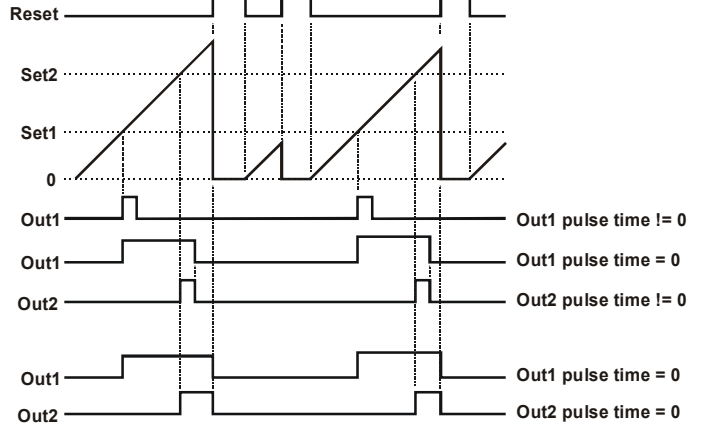 Reset
Set2
Set1
0
Out1 Out1 pulse time != 0
Out1 Out1 pulse time = 0
Out2 Out2 pulse time != 0
Out1 Out1 pulse time = 0
Out2 Out2 pulse time = 0